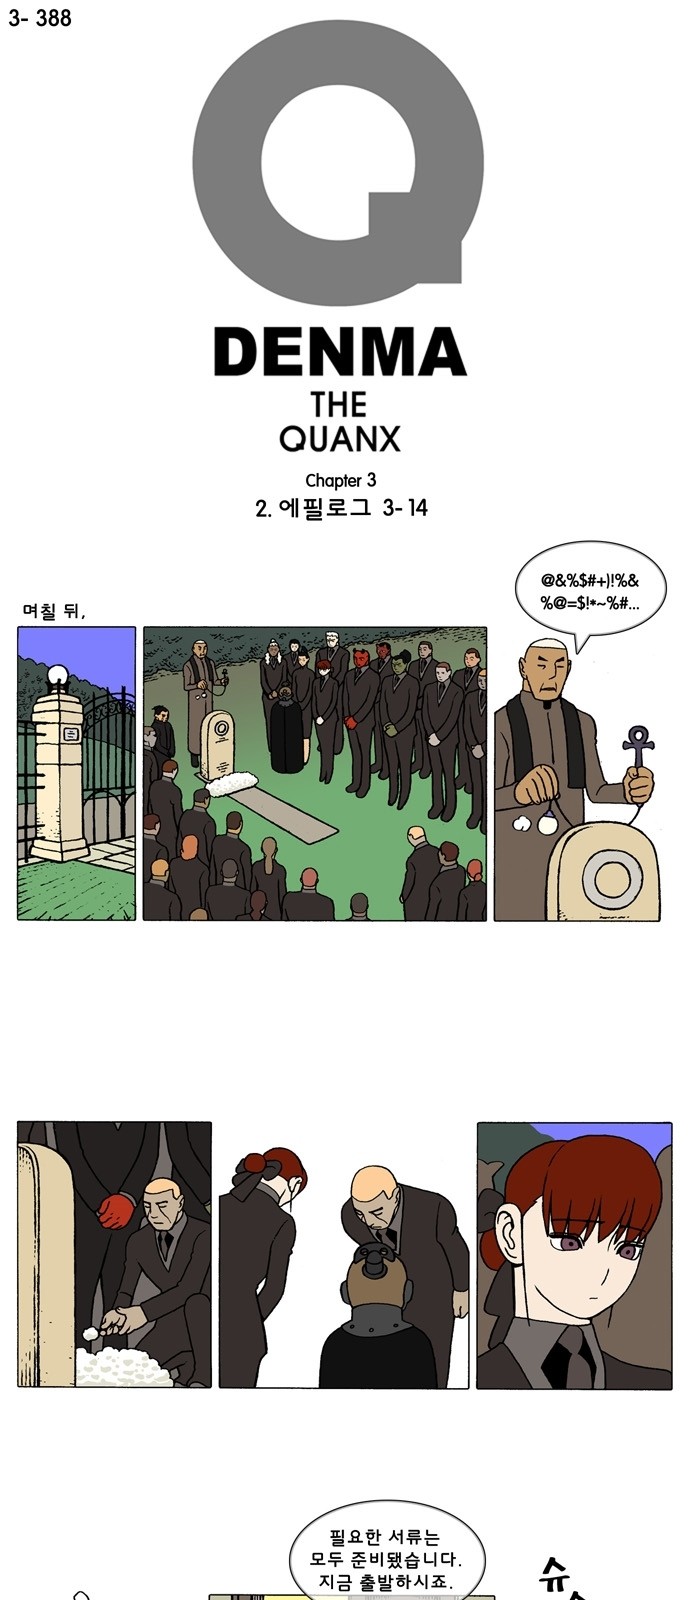 3- 388
DENMA
THE
QUANX
Chapter 3
2. 에필로그 3-14
며칠 뒤,
@&%$#+)!%&
%@=$!*~%#...
필요한 서류는
모두 준비됐습니다.
지금 출발하시죠.
슈